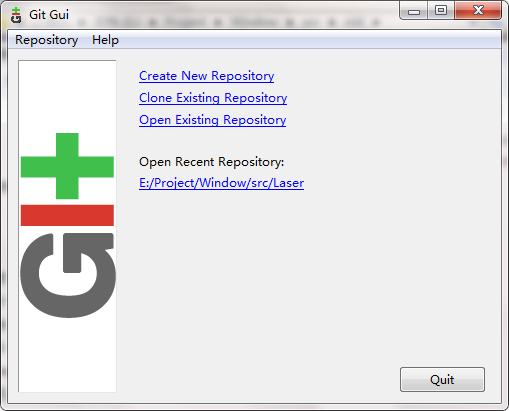 Git Gui
Repository Help
Create New Repository
Clone Existing Repository
Open Existing Repository
Open Recent Repository:
E:/Project/Window/src/Laser
GIt
Quit